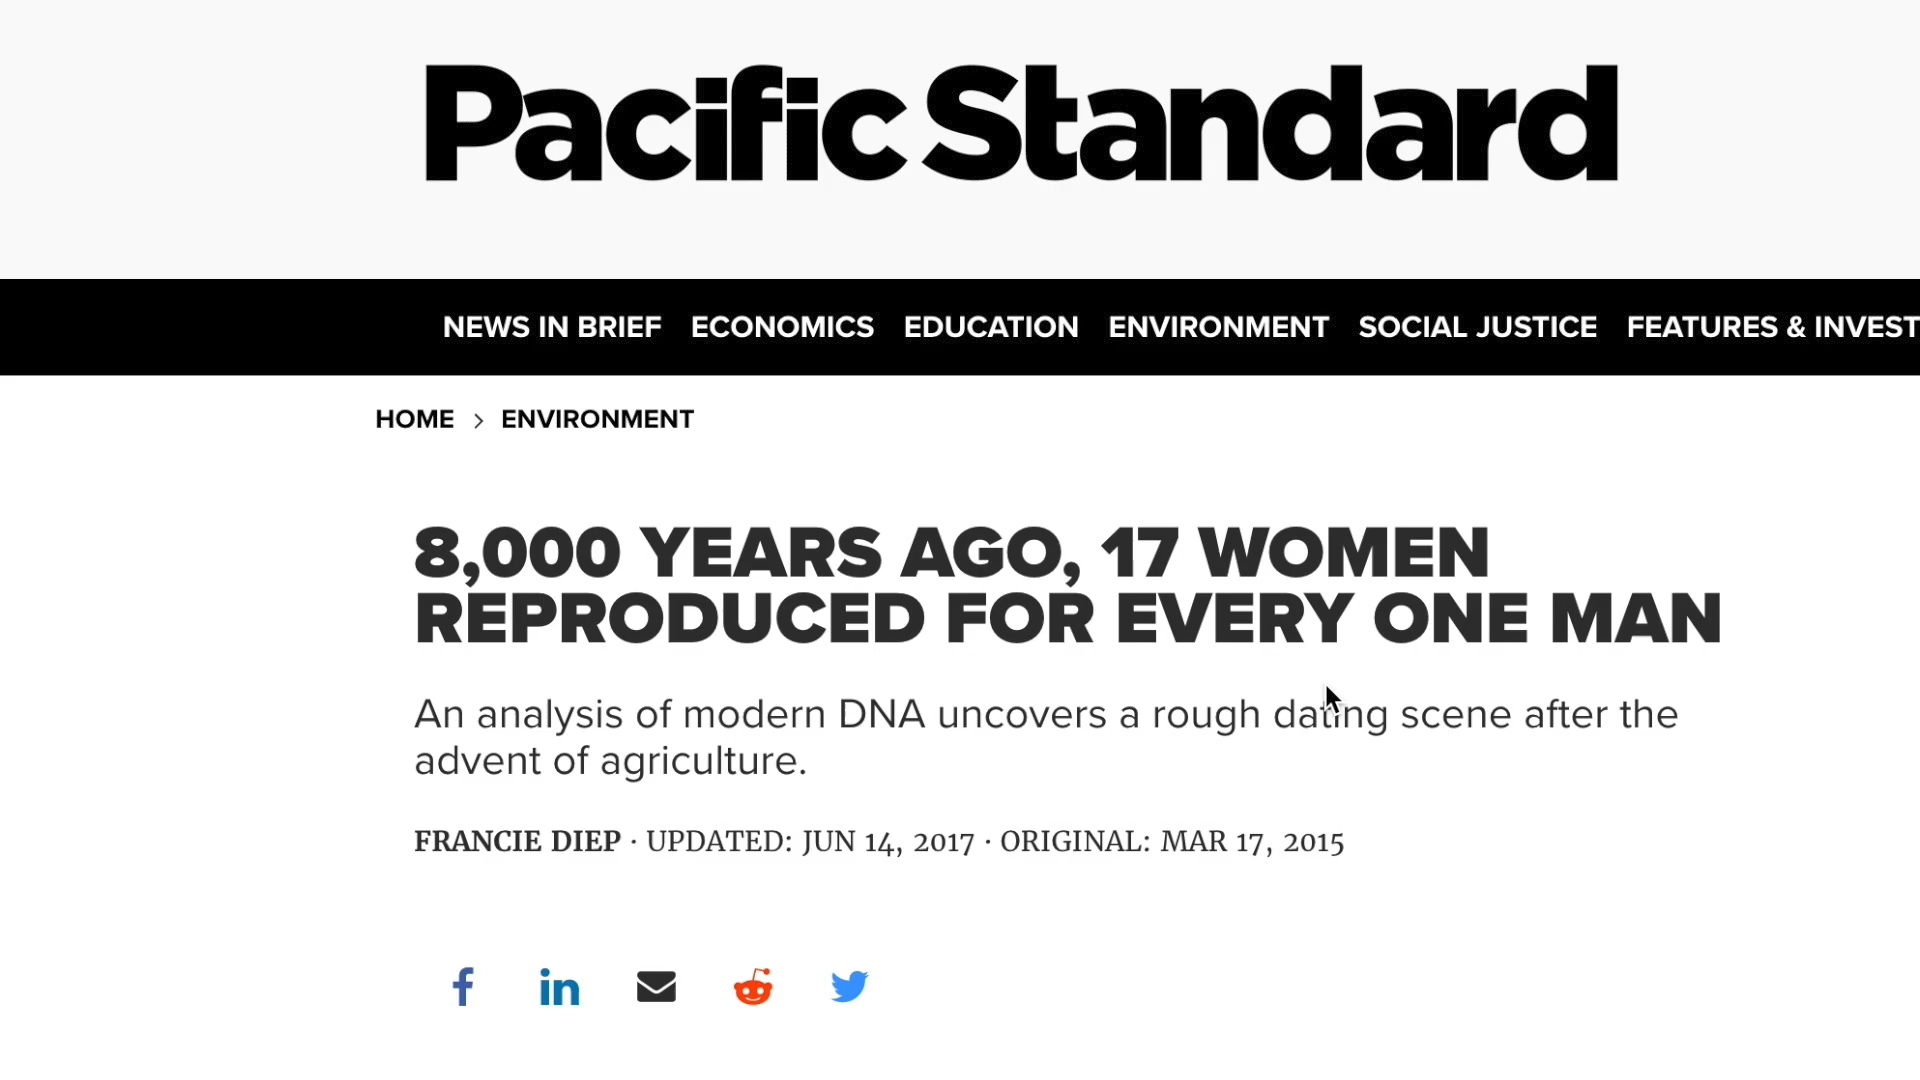 Pacific Standard
NEWS IN BRIEF ECONOMICS EDUCATION ENVIRONMENT SOCIAL JUSTICE FEATURES & INVEST
HOME > ENVIRONMENT
8,000 YEARS AGO, 17 WOMEN
REPRODUCED FOR EVERY ONE MAN
An analysis of modern DNA uncovers a rough dating scene after the
advent of agriculture.
FRANCIE DIEP · UPDATED: JUN 14, 2017 · ORIGINAL: MAR 17, 2015